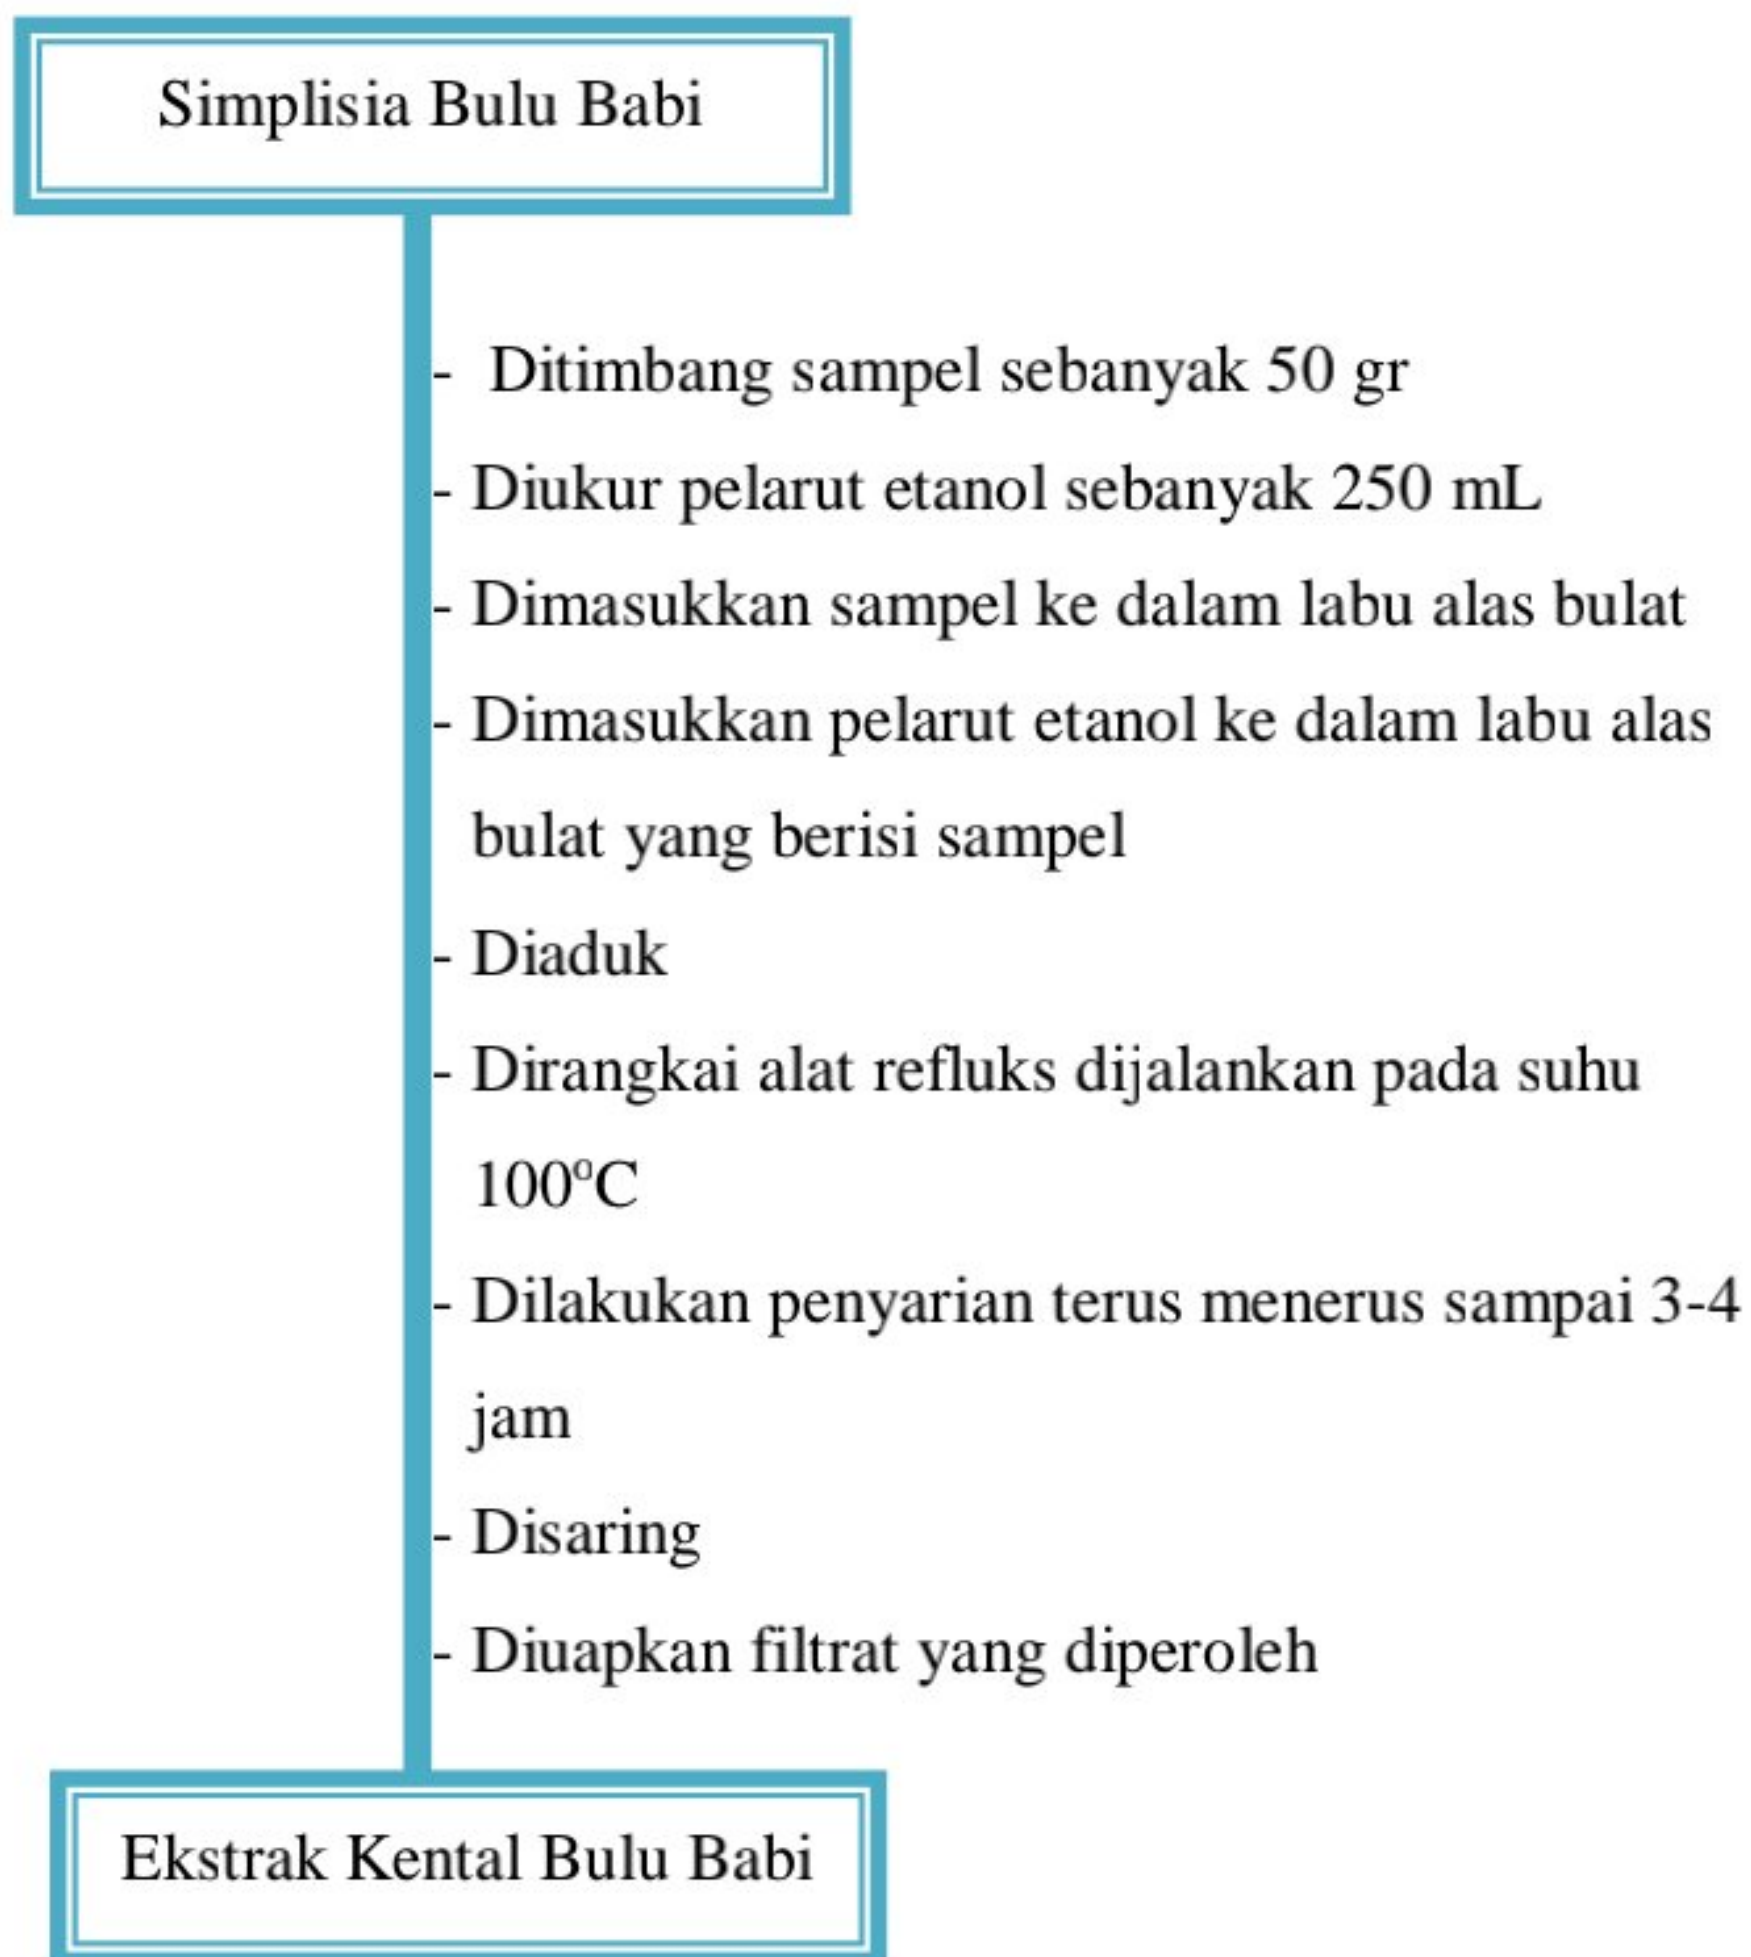 Simplisia Bulu Babi
- Ditimbang sampel sebanyak 50 gr
- Diukur pelarut etanol sebanyak 250 mL
- Dimasukkan sampel ke dalam labu alas bulat
- Dimasukkan pelarut etanol ke dalam labu alas
bulat yang berisi sampel
- Diaduk
- Dirangkai alat refluks dijalankan pada suhu
100ºC
- Dilakukan penyarian terus menerus sampai 3-4
jam
- Disaring
- Diuapkan filtrat yang diperoleh
Ekstrak Kental Bulu Babi